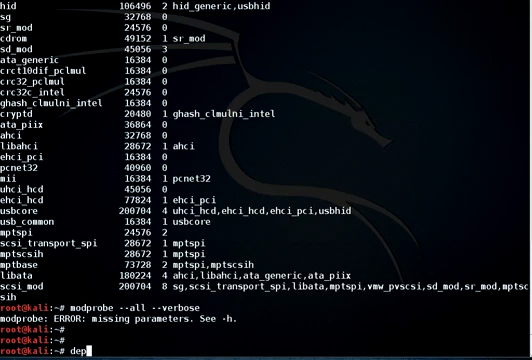 hid 106496 2 hid_generic,usbhid
sg 32768 0
sr_mod 24576 0
cdrom 49152 1 sr_mod
sd_mod 45056 3
ata_generic 16384 0
crct10dif_pclmul 16384 0
crc32_pclmul 16384 0
crc32c_intel 24576 0
ghash_clmulni_intel 16384 0
cryptd 20480 1 ghash_clmulni_intel
ata_piix 36864 0
ahci 32768 0
libahci 28672 1 ahci
ehci_pci 16384 0
pcnet32 40960 0
mii 16384 1 pcnet32
uhci_hcd 45056 0
ehci_hcd 77824 1 ehci_pci
usbcore 200704 4 uhci_hcd,ehci_hcd,ehci_pci,usbhid
usb_common 16384 1 usbcore
mptspi 24576 2
scsi_transport_spi 28672 1 mptspi
mptscsih 28672 1 mptspi
mptbase 73728 2 mptspi,mptscsih
libata 180224 4 ahci,libahci,ata_generic,ata_piix
scsi_mod 200704 8 sg,scsi_transport_spi,libata,mptspi,vmw_pvscsi,sd_mod,sr_mod,mptsc
sih
root@kali:~# modprobe --all --verbose
modprobe: ERROR: missing parameters. See -h.
root@kali:~#
root@kali:~#
root@kali:~# dep